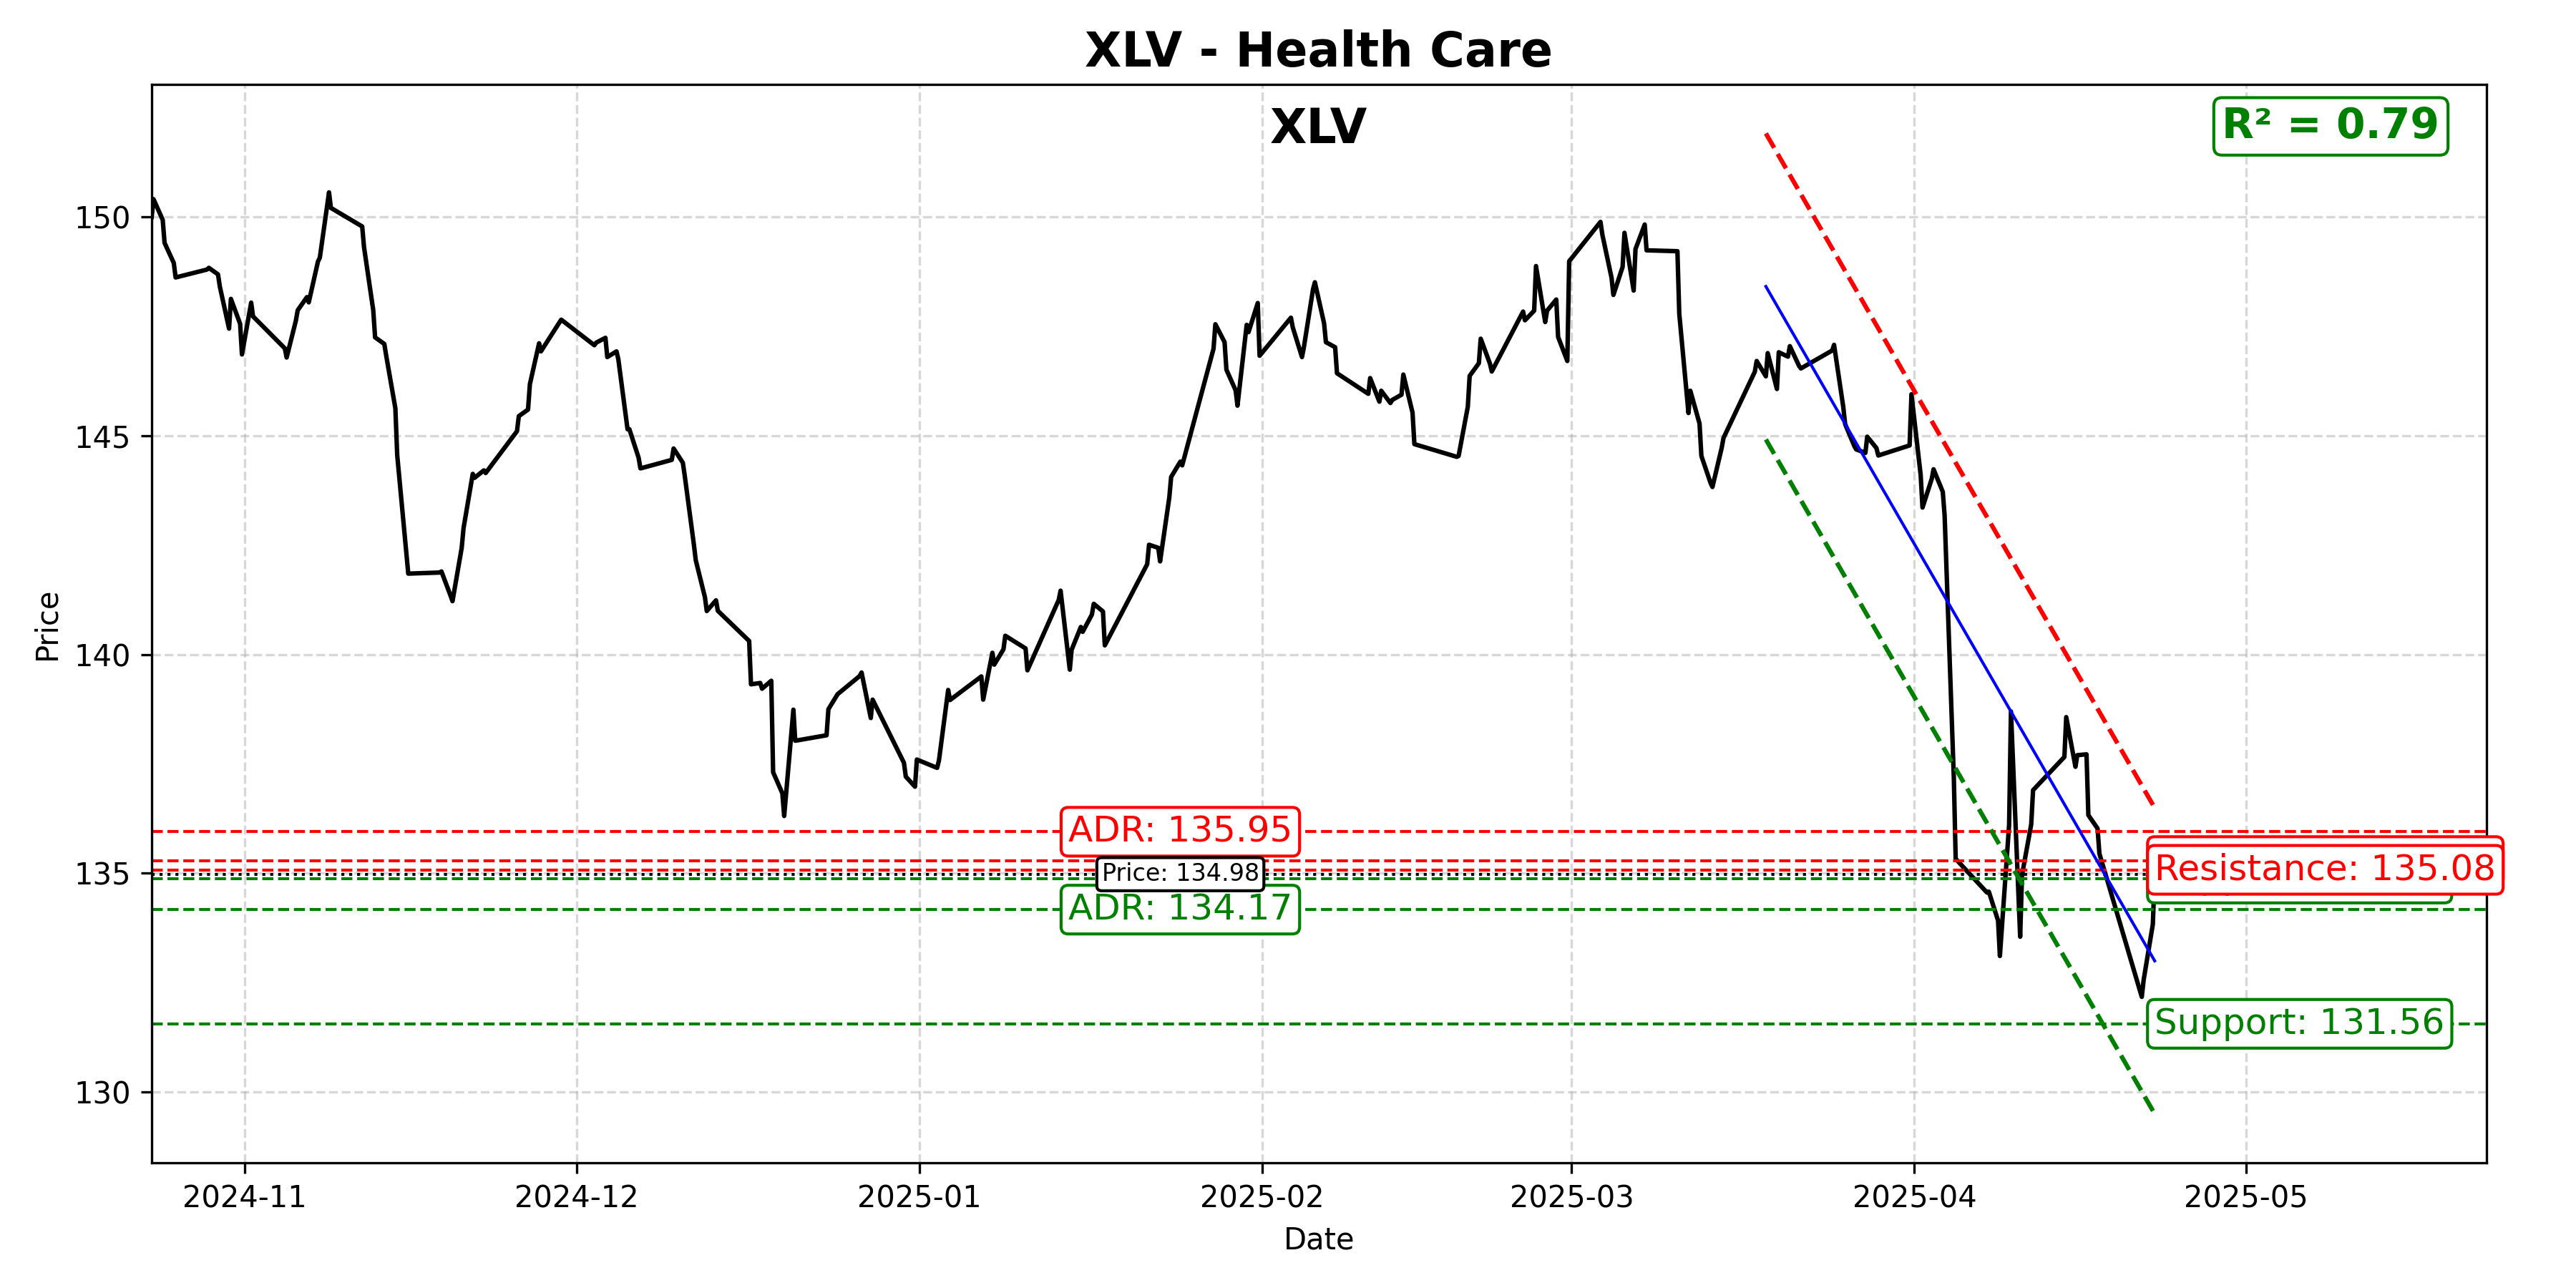 XLV - Health Care
XLV
R² = 0.79
150
145
140
135
130
Price
ADR: 135.95
Price: 134.98
ADR: 134.17
Resistance: 135.08
Support: 131.56
2024-11
2024-12
2025-01
2025-02
2025-03
2025-04
2025-05
Date